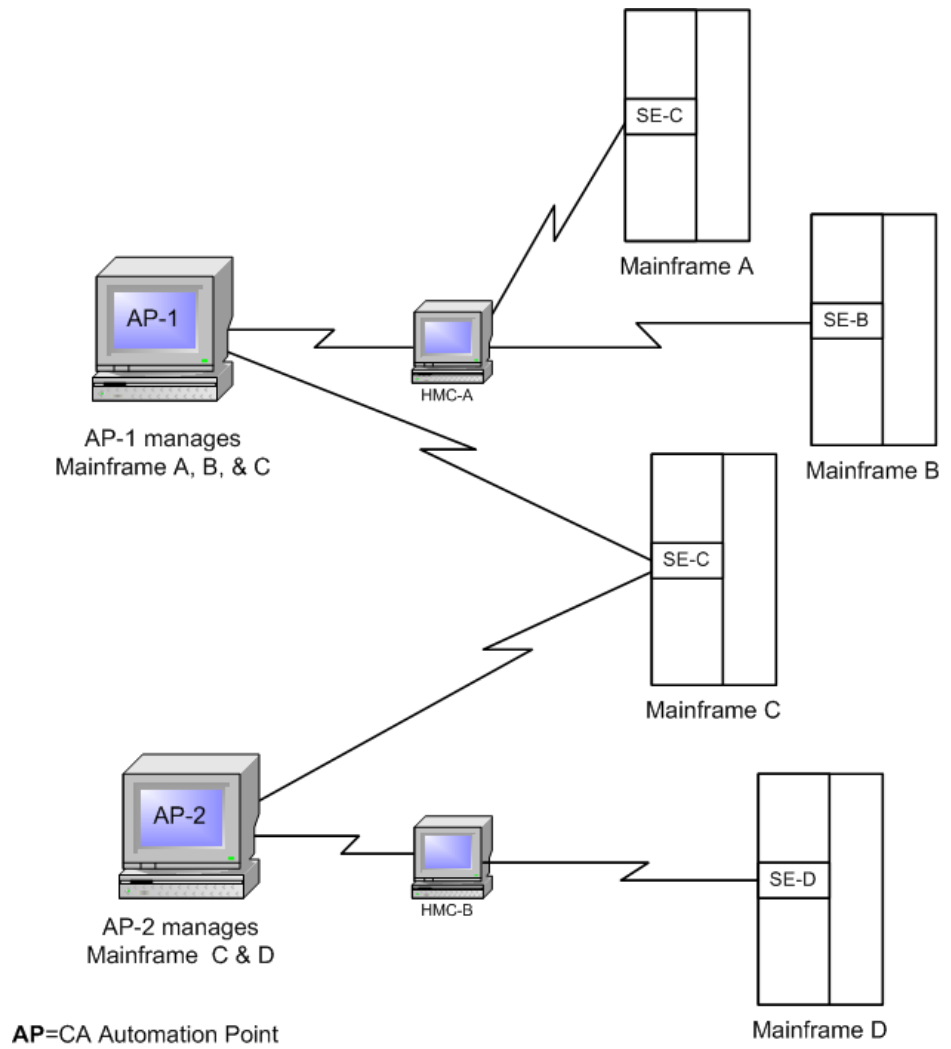 SE-C
Mainframe A
AP-1
SE-B
HMC-A
AP-1 manages
Mainframe A, B, & C
Mainframe B
SE-C
Mainframe C
AP-2
SE-D
HMC-B
AP-2 manages
Mainframe C & D
AP=CA Automation Point
Mainframe D